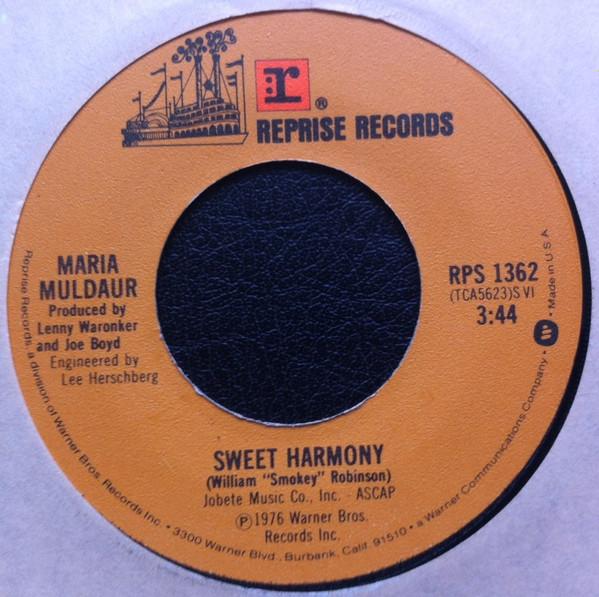 r
®
REPRISE RECORDS
MARIA
MULDAUR
Produced by
Lenny Waronker
and Joe Boyd
Engineered by
Lee Herschberg
RPS 1362
(TCA5623)S V1
3:44
SWEET HARMONY
(William "Smokey" Robinson)
Jobete Music Co., Inc. - ASCAP
Ⓟ1976 Warner Bros.
Records Inc.
Reprise Records, a division of Warner Bros. Records Inc. • 3300 Warner Blvd., Burbank, Calif. 91510 • a Warner Communications Company • Made in U.S.A.